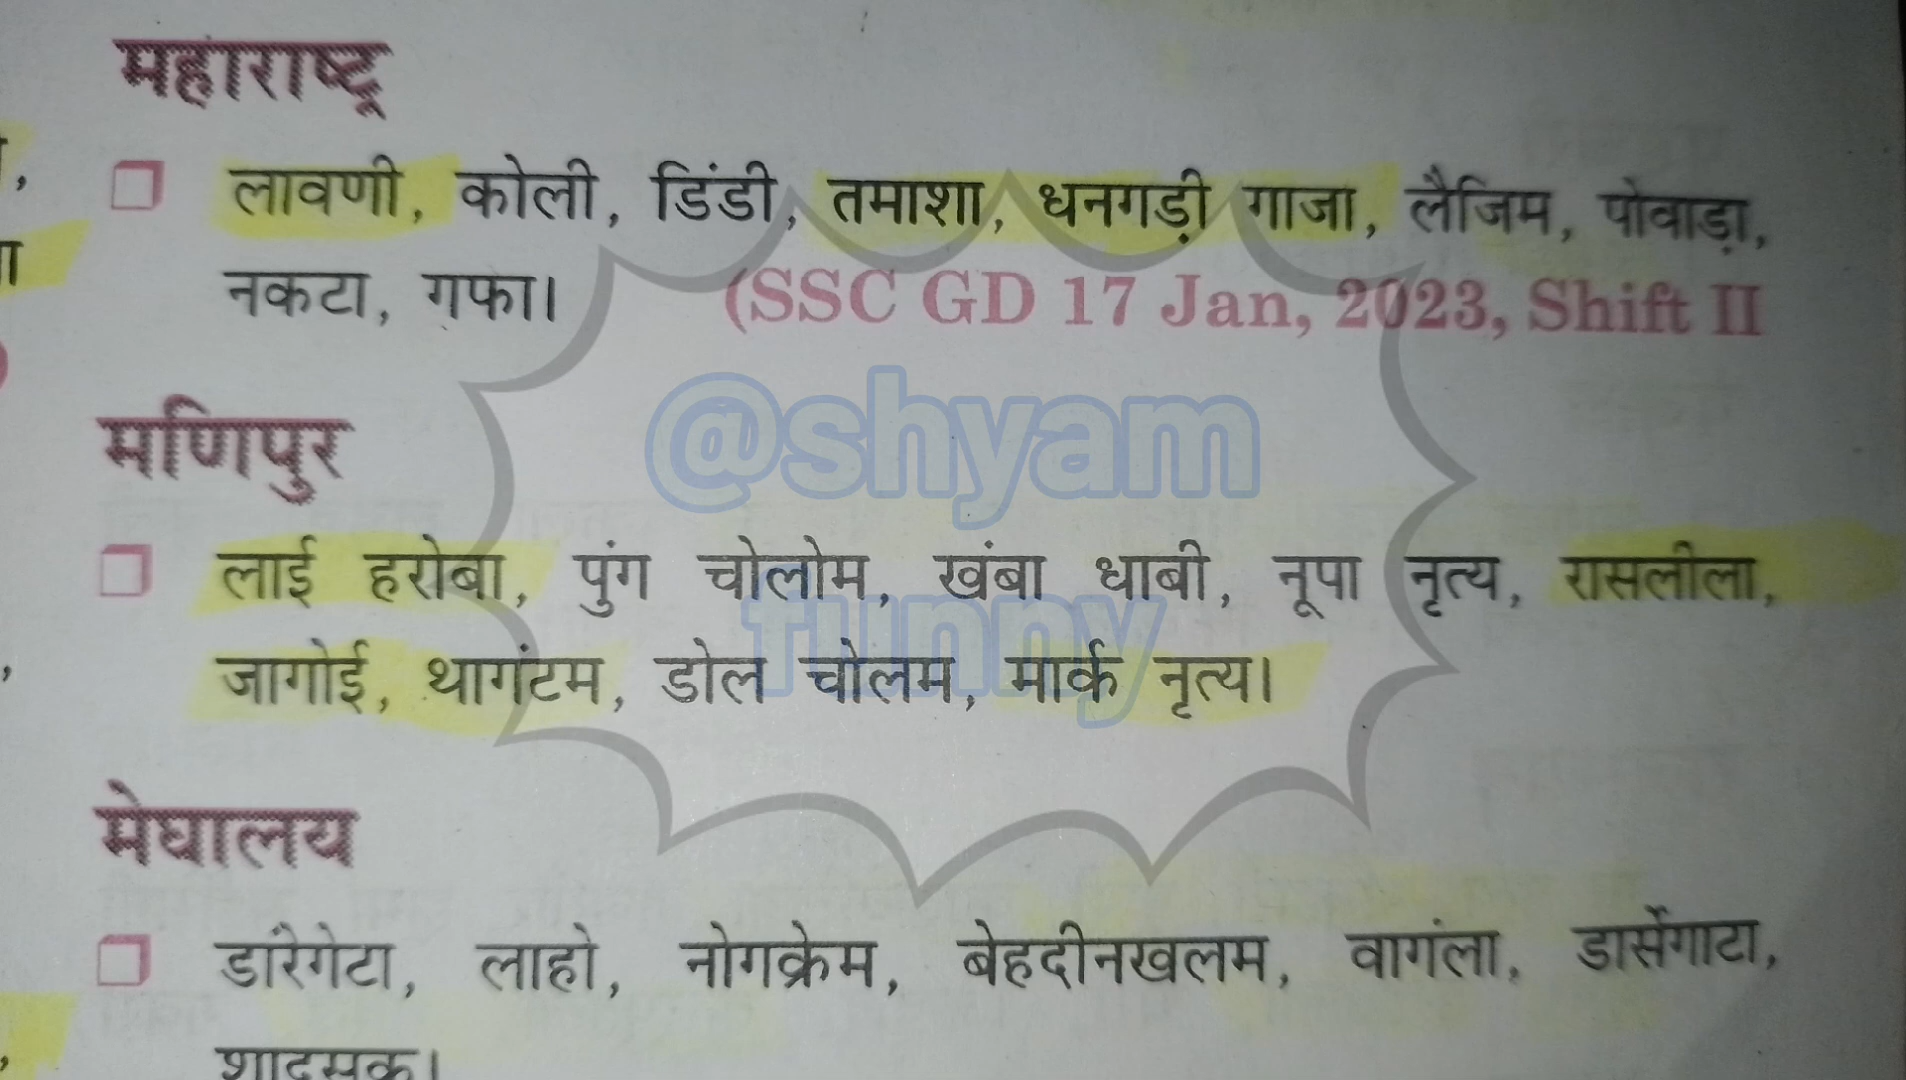 महाराष्ट्र
लावणी, कोली, डिंडी, तमाशा, धनगड़ी गाजा, लैजिम, पोवाड़ा,
नकटा, गफा। (SSC GD 17 Jan, 2023, Shift II
@shyam
मणिपुर
लाई हरोबा, पुंग चोलोम, खंबा धाबी, नूपा नृत्य, रासलीला,
funny
जागोई, थागंटम, डोल चोलम, मार्क नृत्य।
मेघालय
डांरेगेटा, लाहो, नोगक्रेम, बेहदीनखलम, वागंला, डार्सेगाटा,
शादसुक।